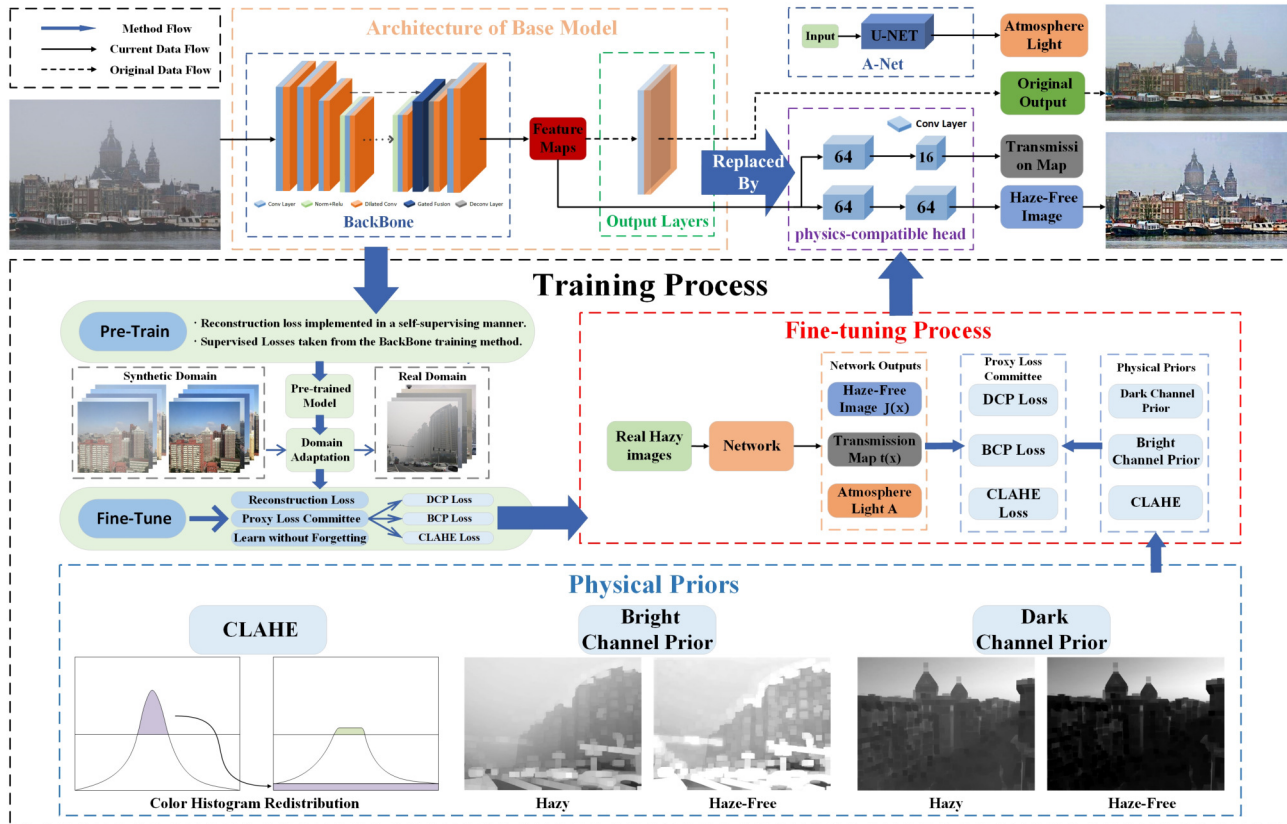 Method Flow
Current Data Flow
Original Data Flow
Architecture of Base Model
Conv Layer
Norm+Relu
Dilated Conv
Gated Fusion
Deconv Layer
BackBone
Feature
Maps
Output Layers
Replaced
By
Input
U-NET
A-Net
Atmosphere
Light
Original
Output
Conv Layer
64
16
Transmissi
on Map
64
64
Haze-Free
Image
physics-compatible head
Training Process
Pre-Train
· Reconstruction loss implemented in a self-supervising manner.
· Supervised Losses taken from the BackBone training method.
Synthetic Domain
Pre-trained
Model
Domain
Adaptation
Real Domain
Fine-Tune
Reconstruction Loss
Proxy Loss Committee
Learn without Forgetting
DCP Loss
BCP Loss
CLAHE Loss
Fine-tuning Process
Real Hazy
images
Network
Network Outputs
Haze-Free
Image J(x)
Transmission
Map t(x)
Atmosphere
Light A
Proxy Loss
Committee
DCP Loss
BCP Loss
CLAHE
Loss
Physical Priors
Dark Channel
Prior
Bright
Channel Prior
CLAHE
Physical Priors
CLAHE
Color Histogram Redistribution
Bright
Channel Prior
Hazy
Haze-Free
Dark
Channel Prior
Hazy
Haze-Free